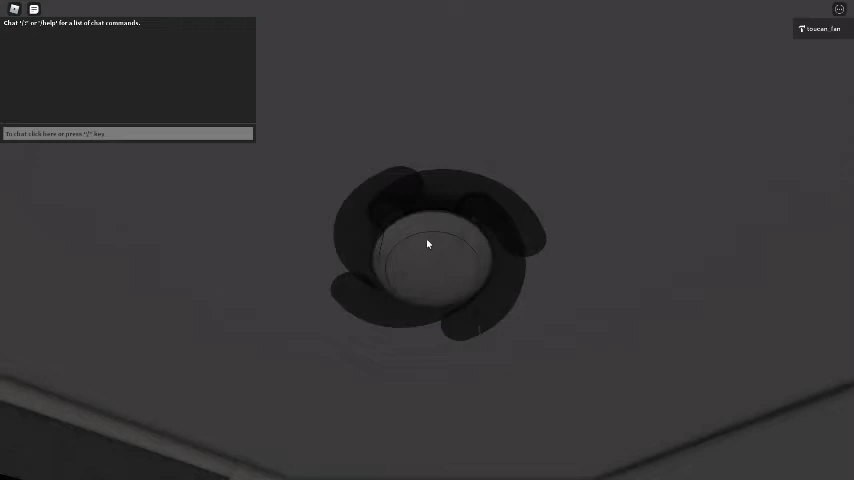 Chat '/?' or '/help' for a list of chat commands.
toucan_fan
To chat click here or press '/' key